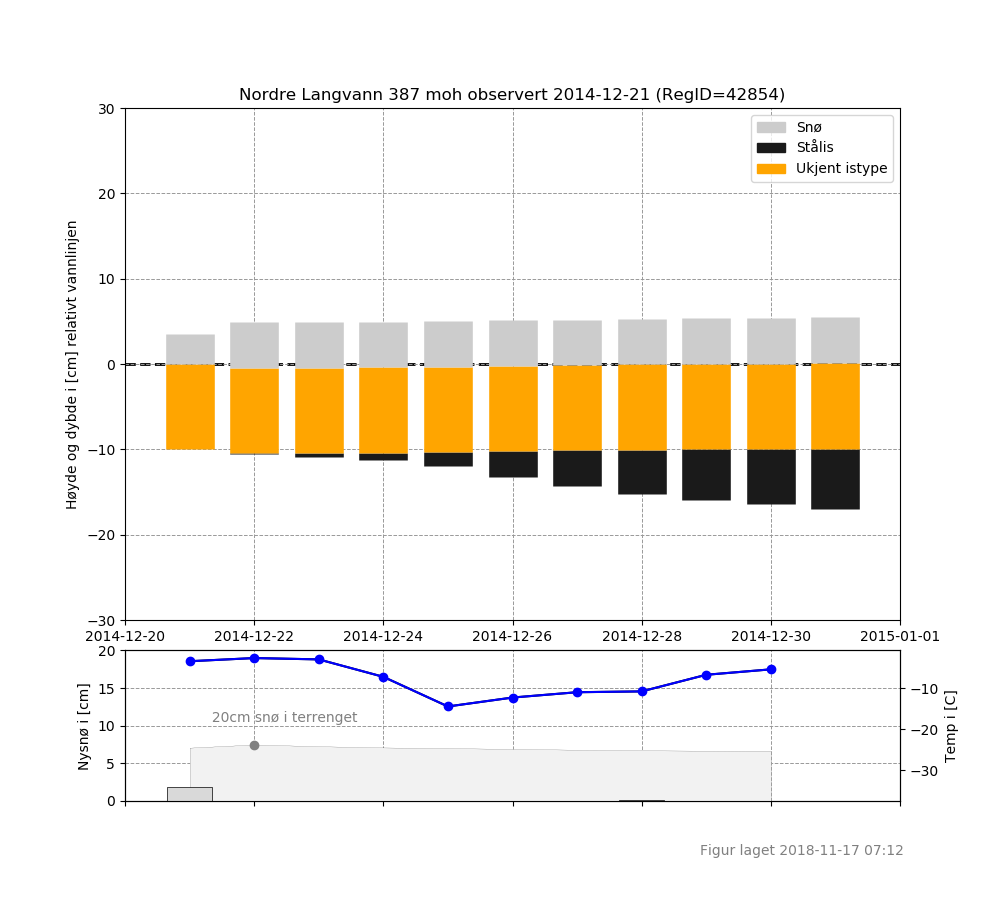 Nordre Langvann 387 moh observert 2014-12-21 (RegID=42854)
Snø
Stålis
Ukjent istype
Høyde og dybde i [cm] relativt vannlinjen
30
20
10
0
−10
−20
−30
2014-12-20 2014-12-22 2014-12-24 2014-12-26 2014-12-28 2014-12-30 2015-01-01
Nysnø i [cm]
20
15
10
5
0
20cm snø i terrenget
−10
−20
−30
Temp i [C]
Figur laget 2018-11-17 07:12